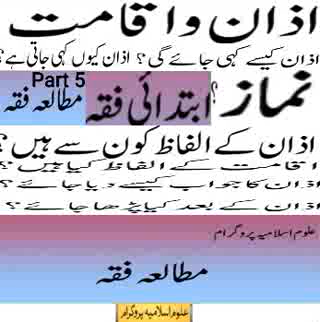 اذان و اقامت
اذان کیسے کہی جائے گی؟ اذان کیوں کہی جاتی ہے؟
نماز
ابتدائی فقہ
Part 5
مطالعہ فقہ
اذان کے الفاظ کون سے ہیں؟
اقامت کے الفاظ کیا ہیں؟
اذان کا جواب کیسے دیا جائے؟
اذان کے بعد کیا پڑھا جائے؟
علوم اسلامیہ پروگرام
مطالعہ فقہ
علوم اسلامیہ پروگرام